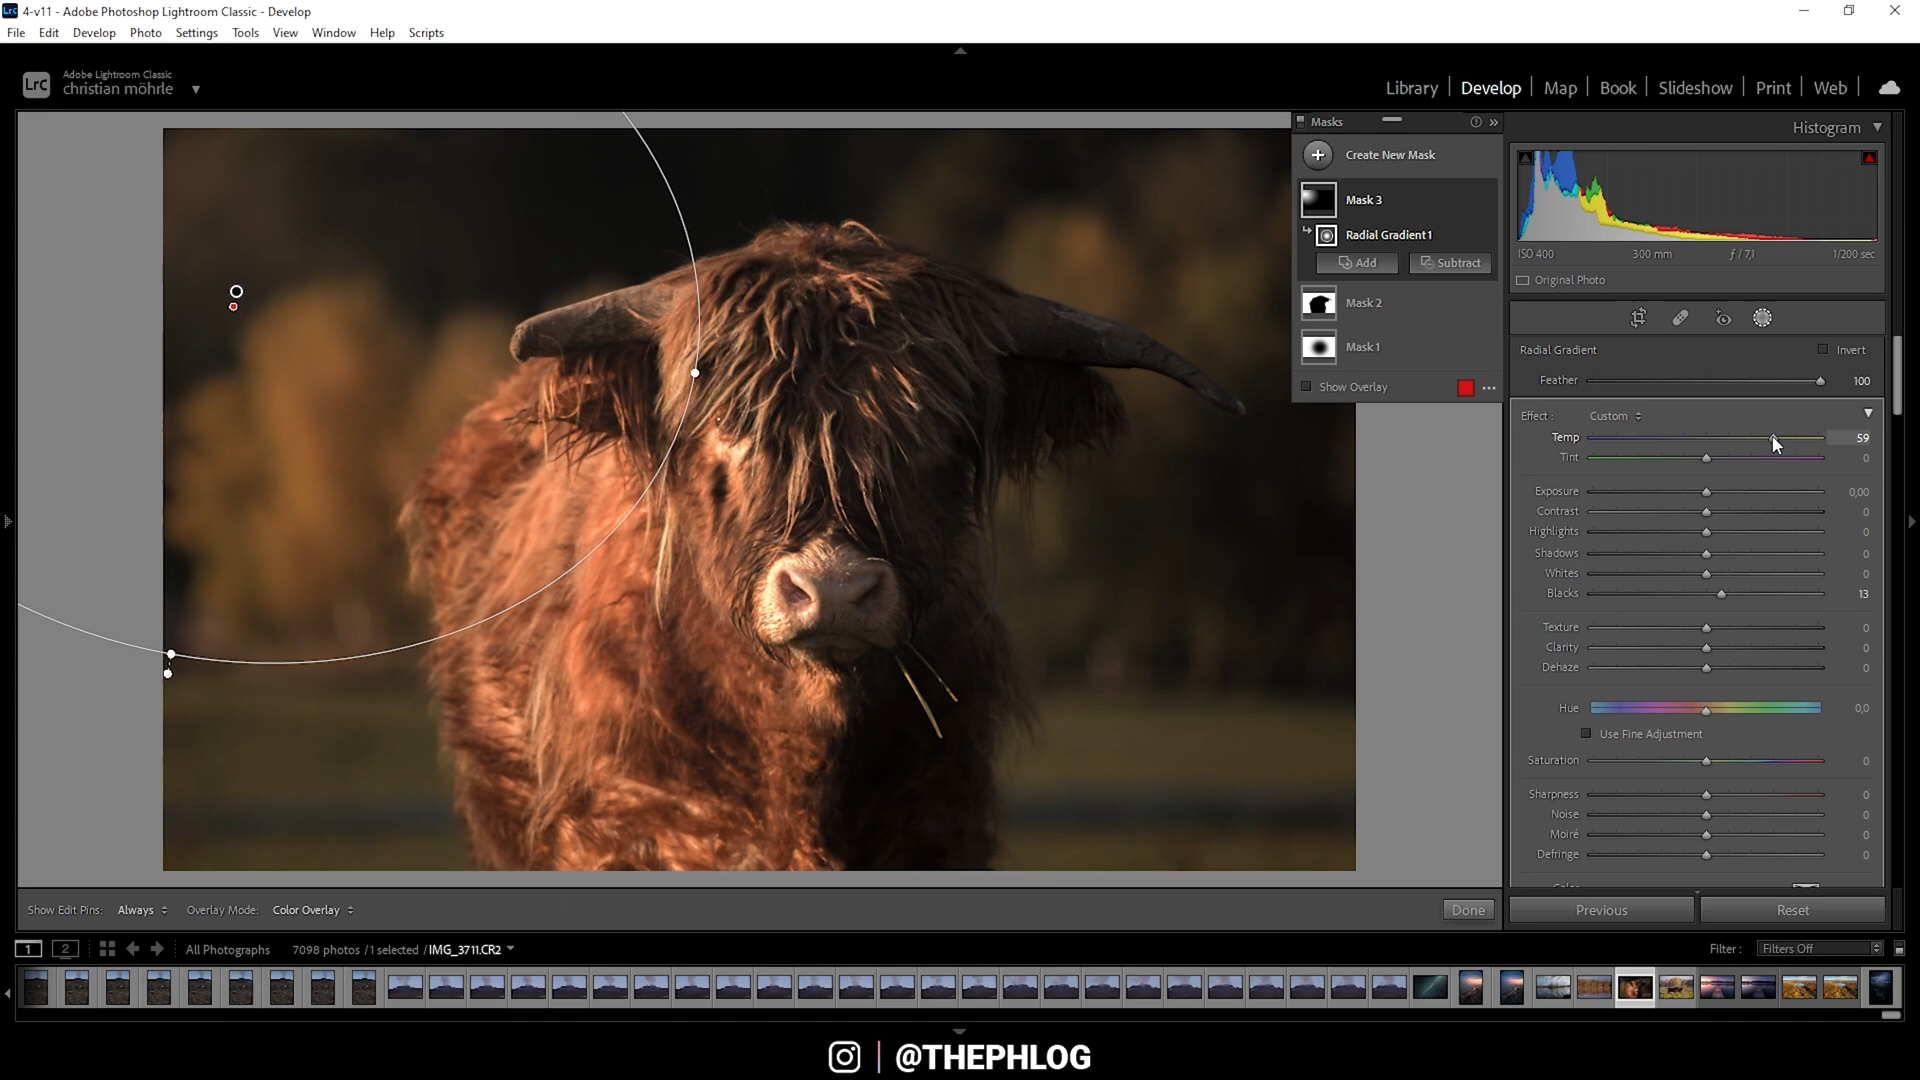 4-v11 - Adobe Photoshop Lightroom Classic - Develop
File Edit Develop Photo Settings Tools View Window Help Scripts
Lrc Adobe Lightroom Classic
christian möhrle
Library Develop Map Book Slideshow Print Web
Masks
Create New Mask
Mask 3
Radial Gradient 1
Add Subtract
Mask 2
Mask 1
Show Overlay
Histogram
ISO 400 300 mm ƒ / 7,1 1/200 sec
Original Photo
Radial Gradient Invert
Feather 100
Effect : Custom
Temp 59
Tint 0
Exposure 0,00
Contrast 0
Highlights 0
Shadows 0
Whites 0
Blacks 13
Texture 0
Clarity 0
Dehaze 0
Hue 0,0
Use Fine Adjustment
Saturation 0
Sharpness 0
Noise 0
Moiré 0
Defringe 0
Show Edit Pins: Always Overlay Mode: Color Overlay Done
Previous Reset
1 2 All Photographs 7098 photos / 1 selected / IMG_3711.CR2 Filter : Filters Off
@THEPHLOG